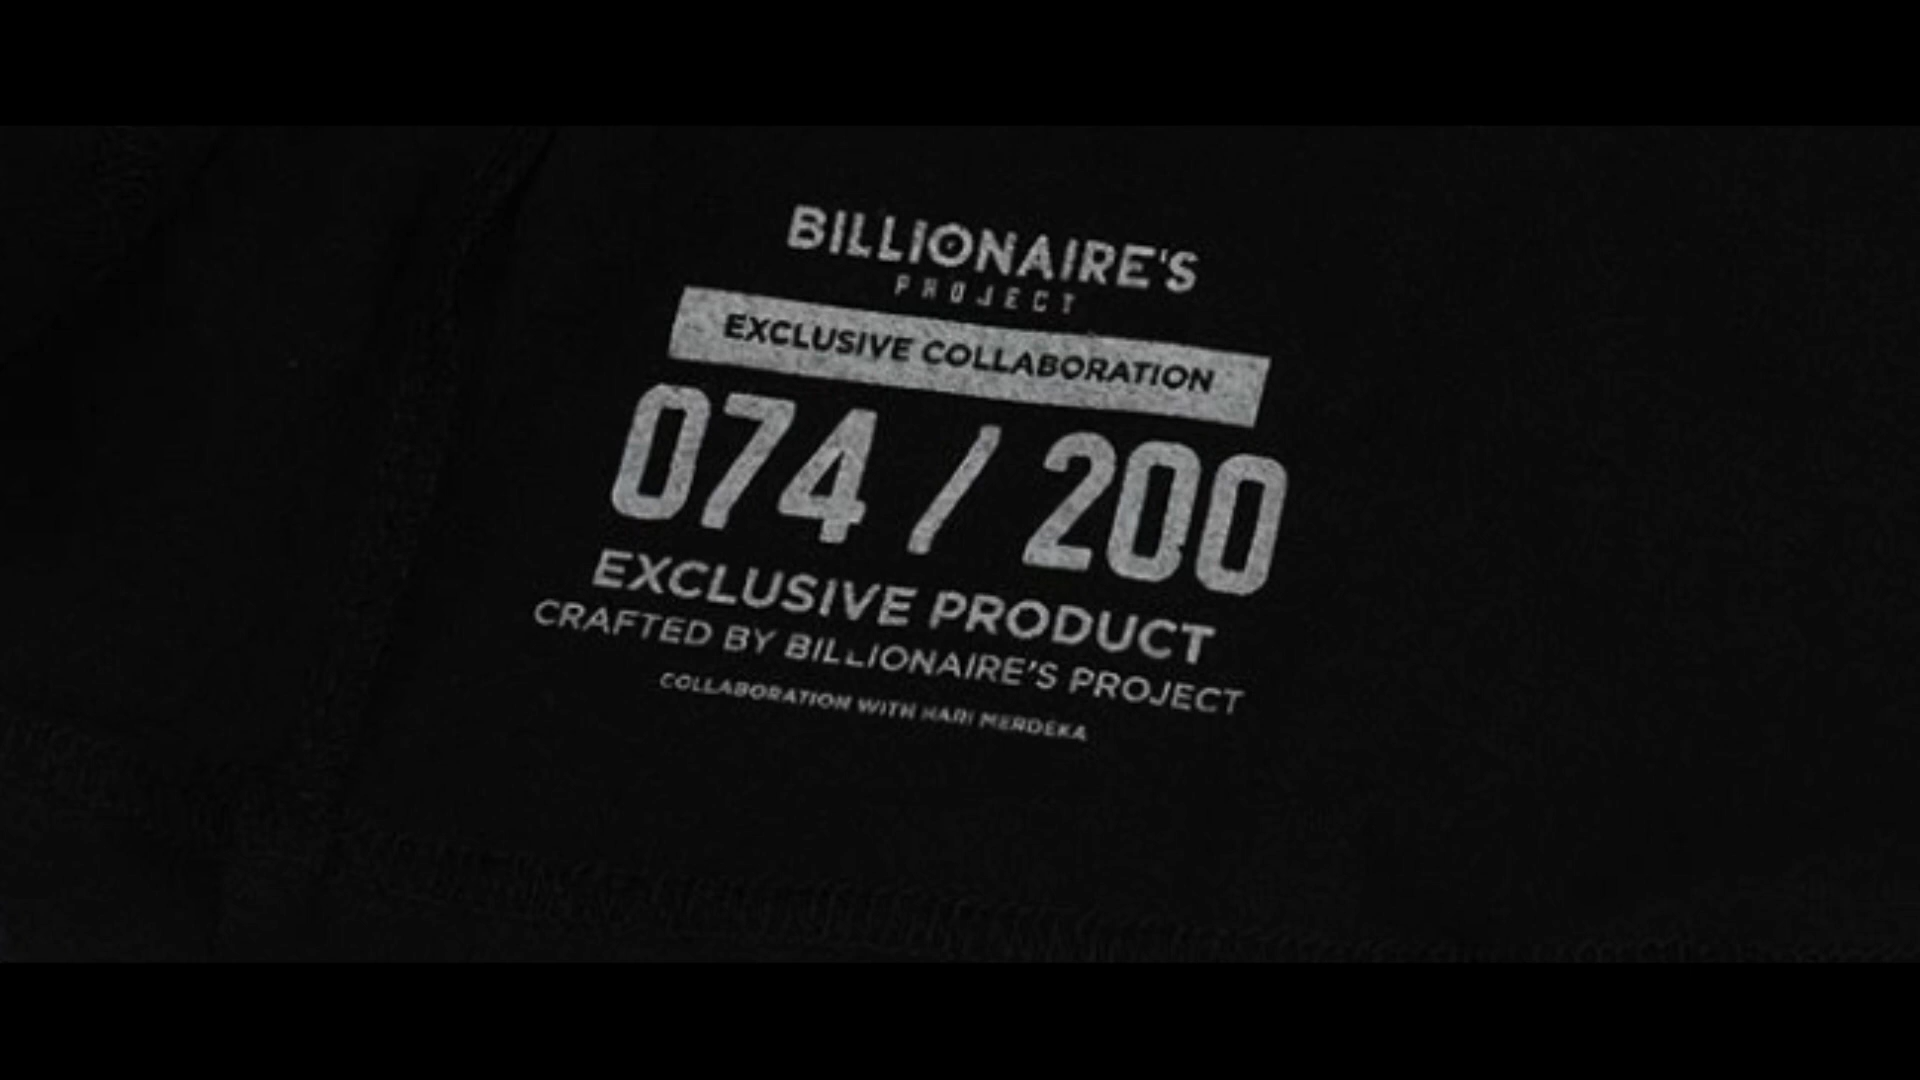 BILLIONAIRE'S
PROJECT
EXCLUSIVE COLLABORATION
074 / 200
EXCLUSIVE PRODUCT
CRAFTED BY BILLIONAIRE'S PROJECT
COLLABORATION WITH HARI MERDEKA